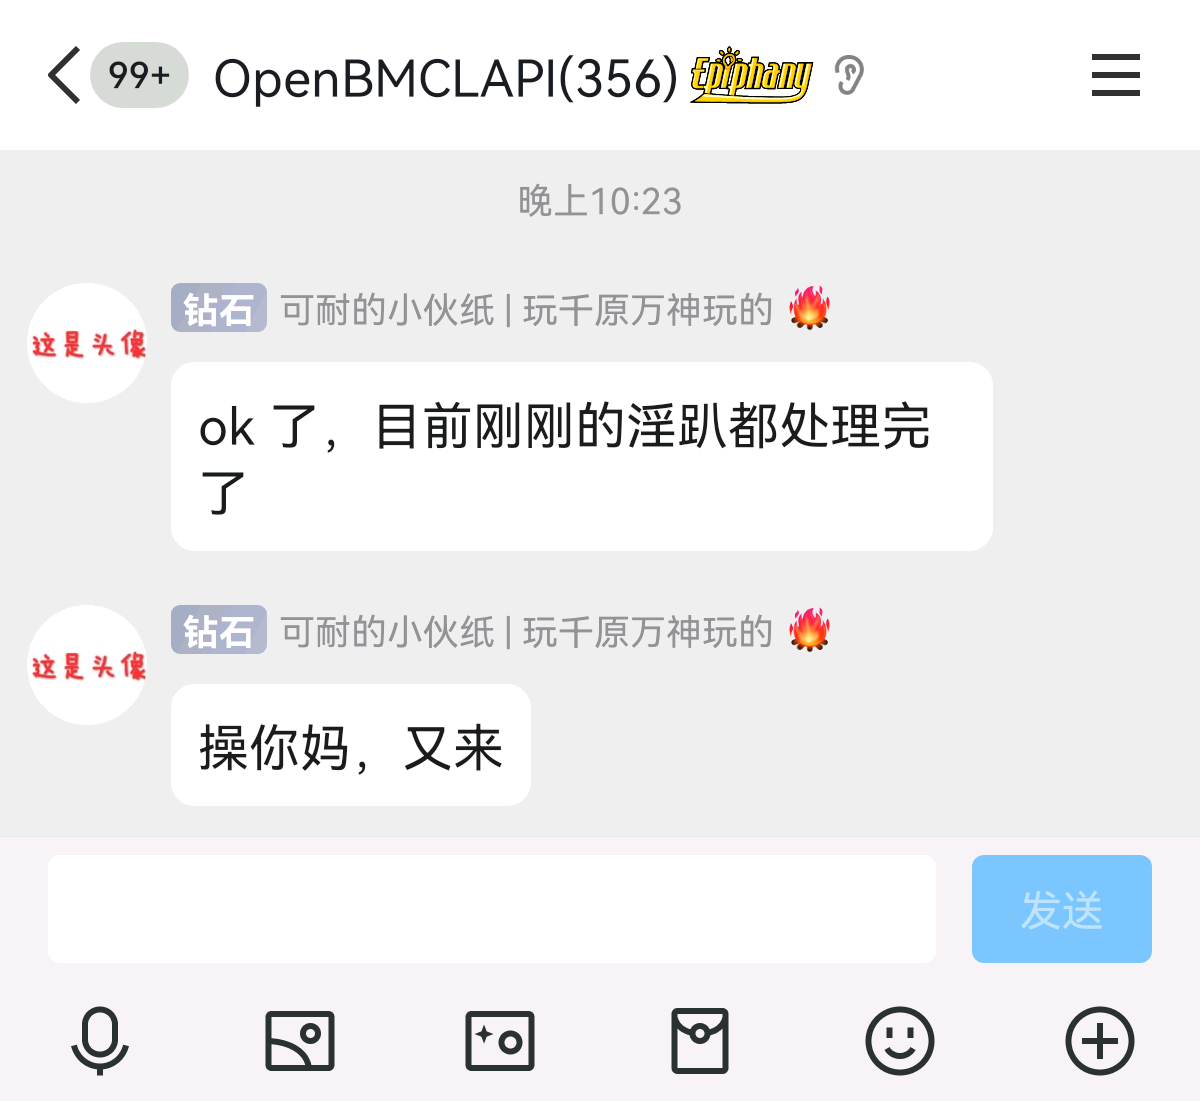 99+
OpenBMCLAPI(356) Epiphany
晚上10:23
这是头像
钻石 可耐的小伙纸 | 玩千原万神玩的
ok 了，目前刚刚的淫趴都处理完
了
这是头像
钻石 可耐的小伙纸 | 玩千原万神玩的
操你妈，又来
发送